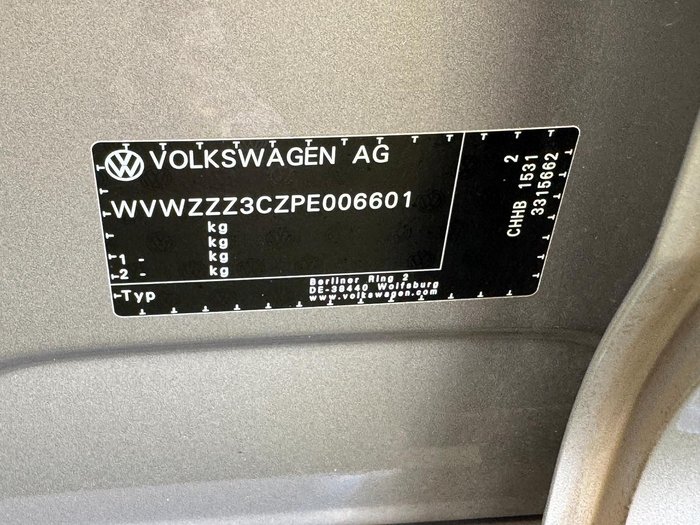 VOLKSWAGEN AG
WVWZZZ3CZPE006601
kg
kg
1 - kg
2 - kg
Typ
Berliner Ring 2
DE-38440 Wolfsburg
www.volkswagen.com
2
CHHB 1531
3315662